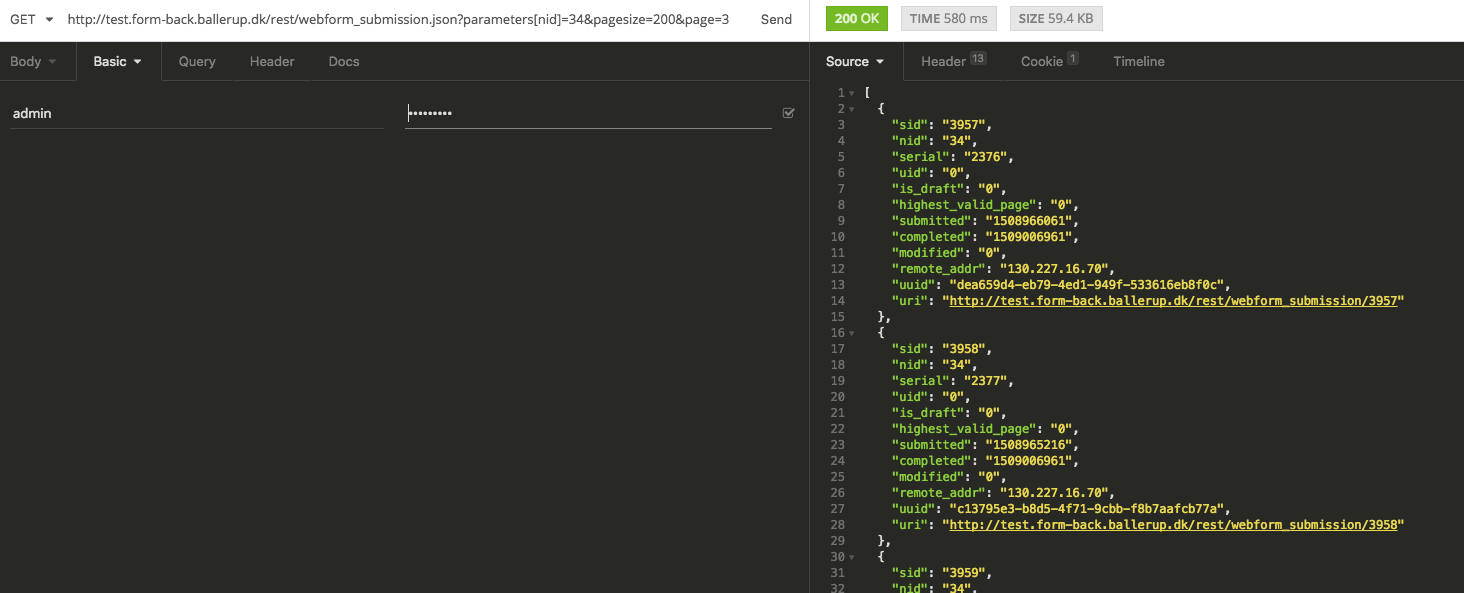 GET http://test.form-back.ballerup.dk/rest/webform_submission.json?parameters[nid]=34&pagesize=200&page=3 Send 200 OK TIME 580 ms SIZE 59.4 KB
Body Basic Query Header Docs Source Header 13 Cookie 1 Timeline
admin •••••••••
1 [
2 {
3 "sid": "3957",
4 "nid": "34",
5 "serial": "2376",
6 "uid": "0",
7 "is_draft": "0",
8 "highest_valid_page": "0",
9 "submitted": "1508966061",
10 "completed": "1509006961",
11 "modified": "0",
12 "remote_addr": "130.227.16.70",
13 "uuid": "dea659d4-eb79-4ed1-949f-533616eb8f0c",
14 "uri": "http://test.form-back.ballerup.dk/rest/webform_submission/3957"
15 },
16 {
17 "sid": "3958",
18 "nid": "34",
19 "serial": "2377",
20 "uid": "0",
21 "is_draft": "0",
22 "highest_valid_page": "0",
23 "submitted": "1508965216",
24 "completed": "1509006961",
25 "modified": "0",
26 "remote_addr": "130.227.16.70",
27 "uuid": "c13795e3-b8d5-4f71-9cbb-f8b7aafcb77a",
28 "uri": "http://test.form-back.ballerup.dk/rest/webform_submission/3958"
29 },
30 {
31 "sid": "3959",
32 "nid": "34",